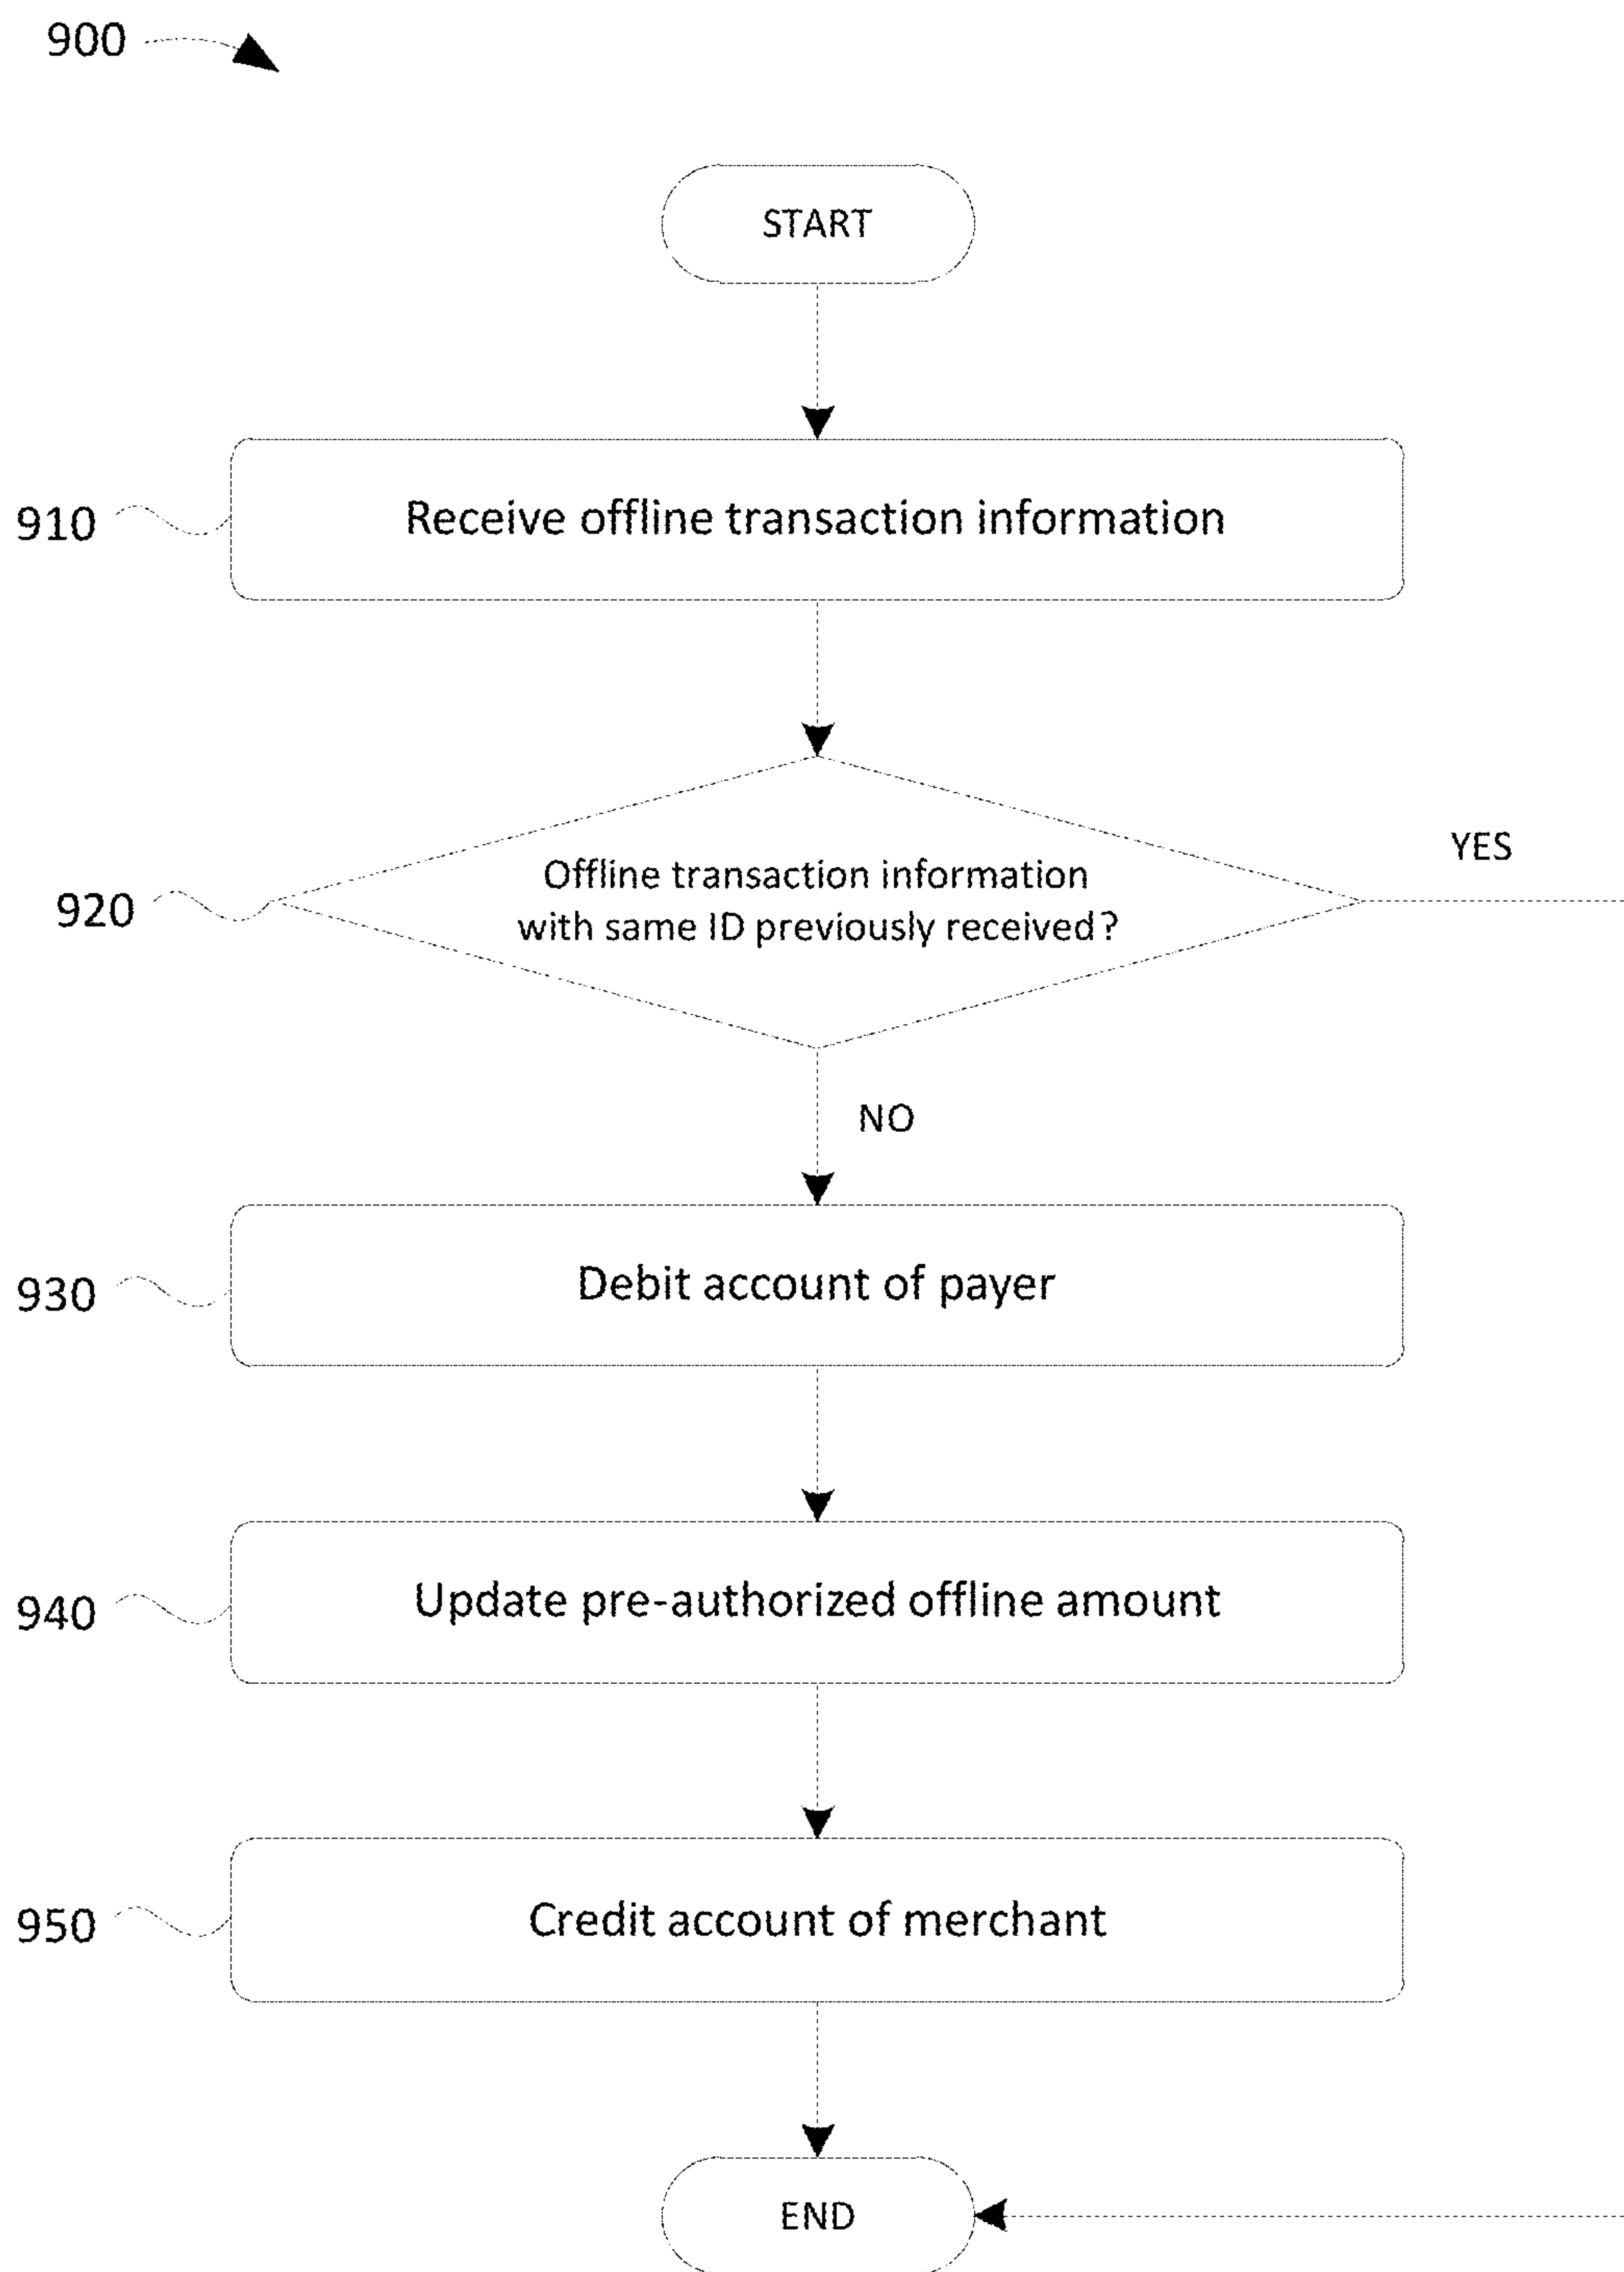 900
START
910
Receive offline transaction information
920
Offline transaction information
with same ID previously received?
YES
NO
930
Debit account of payer
940
Update pre-authorized offline amount
950
Credit account of merchant
END